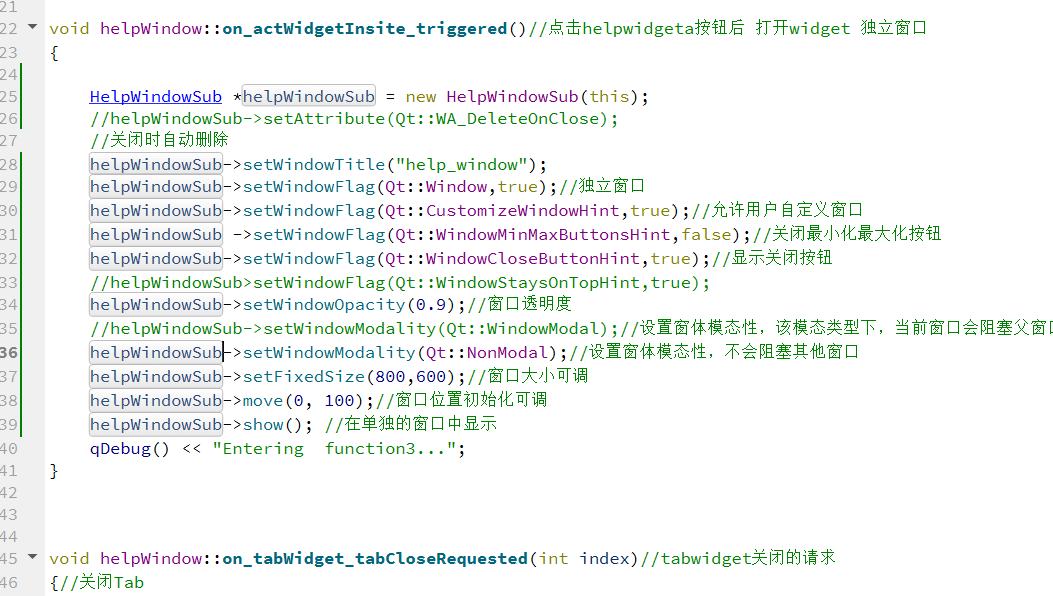 21
22 void helpWindow::on_actWidgetInsite_triggered()//点击helpwidgeta按钮后 打开widget 独立窗口
23 {
24
25 HelpWindowSub *helpWindowSub = new HelpWindowSub(this);
26 //helpWindowSub->setAttribute(Qt::WA_DeleteOnClose);
27 //关闭时自动删除
28 helpWindowSub->setWindowTitle("help_window");
29 helpWindowSub->setWindowFlag(Qt::Window,true);//独立窗口
30 helpWindowSub->setWindowFlag(Qt::CustomizeWindowHint,true);//允许用户自定义窗口
31 helpWindowSub ->setWindowFlag(Qt::WindowMinMaxButtonsHint,false);//关闭最小化最大化按钮
32 helpWindowSub->setWindowFlag(Qt::WindowCloseButtonHint,true);//显示关闭按钮
33 //helpWindowSub>setWindowFlag(Qt::WindowStaysOnTopHint,true);
34 helpWindowSub->setWindowOpacity(0.9);//窗口透明度
35 //helpWindowSub->setWindowModality(Qt::WindowModal);//设置窗体模态性，该模态类型下，当前窗口会阻塞父窗口
36 helpWindowSub->setWindowModality(Qt::NonModal);//设置窗体模态性，不会阻塞其他窗口
37 helpWindowSub->setFixedSize(800,600);//窗口大小可调
38 helpWindowSub->move(0, 100);//窗口位置初始化可调
39 helpWindowSub->show(); //在单独的窗口中显示
40 qDebug() << "Entering  function3...";
41 }
42
43
44
45 void helpWindow::on_tabWidget_tabCloseRequested(int index)//tabwidget关闭的请求
46 {//关闭Tab